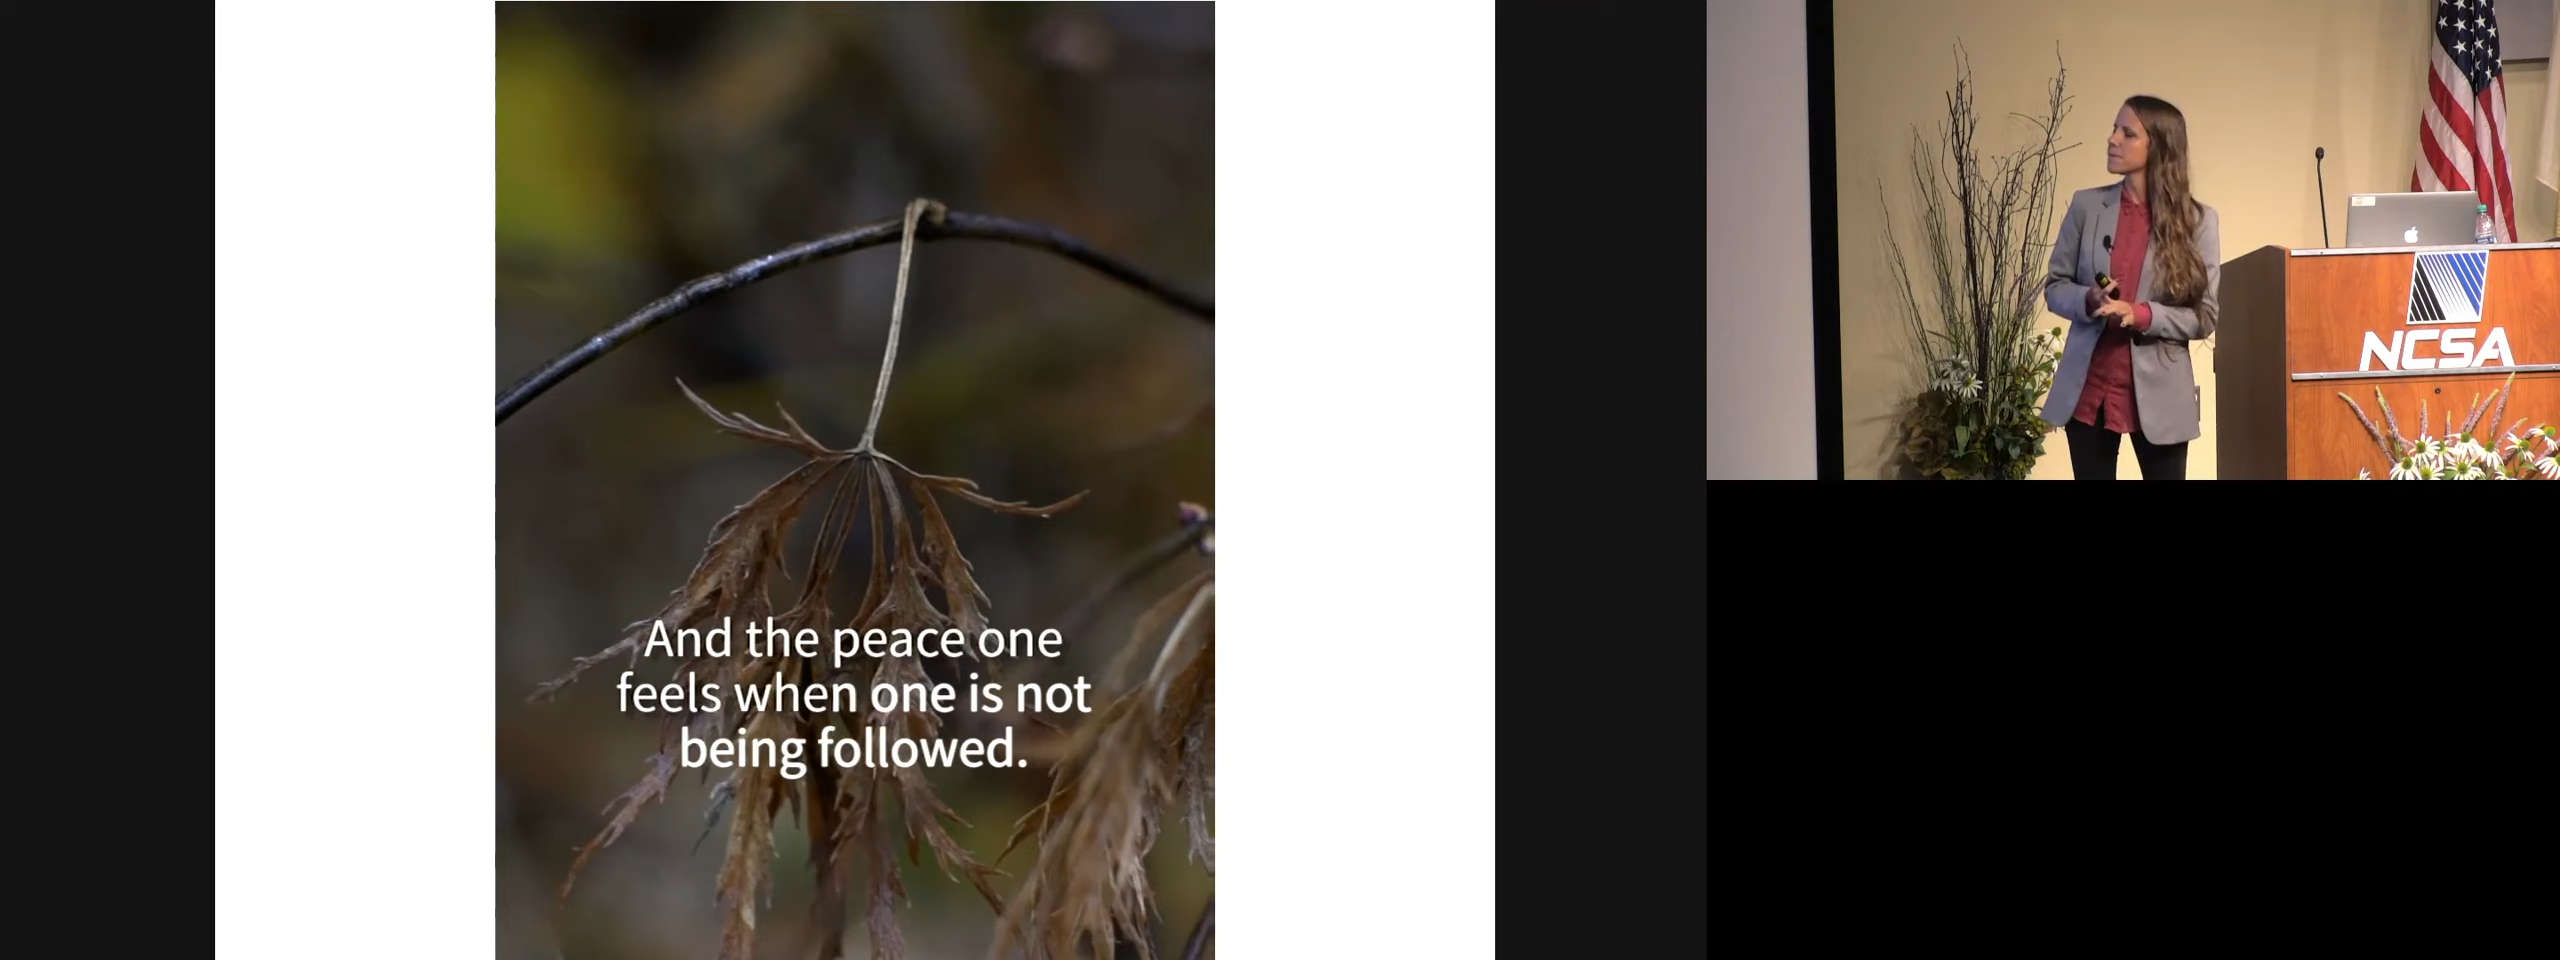 And the peace one
feels when one is not
being followed.
NCSA